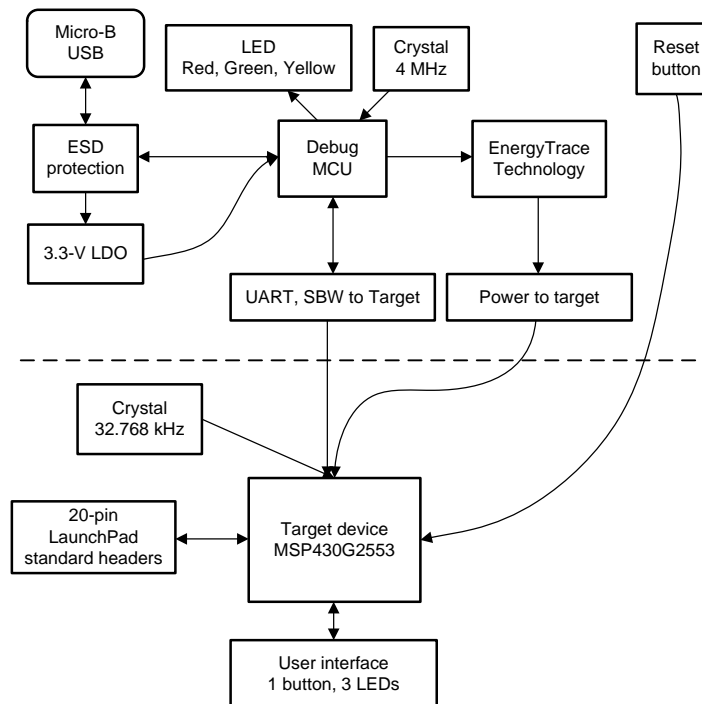 Micro-B
USB
LED
Red, Green, Yellow
Crystal
4 MHz
Reset
button
ESD
protection
Debug
MCU
EnergyTrace
Technology
3.3-V LDO
UART, SBW to Target
Power to target
Crystal
32.768 kHz
20-pin
LaunchPad
standard headers
Target device
MSP430G2553
User interface
1 button, 3 LEDs